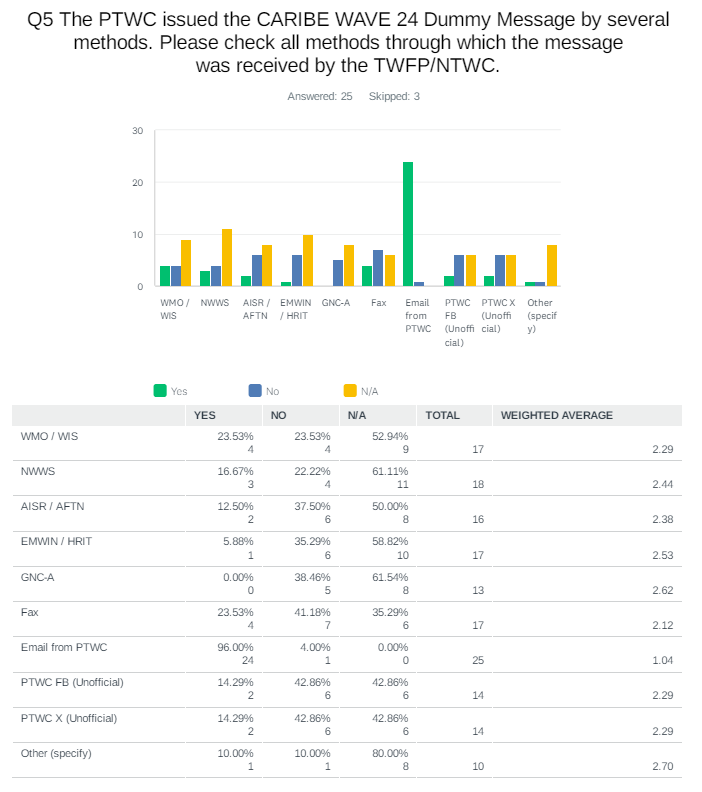 Q5 The PTWC issued the CARIBE WAVE 24 Dummy Message by several
methods. Please check all methods through which the message
was received by the TWFP/NTWC.
Answered: 25 Skipped: 3
30
20
10
0
WMO /
WIS
NWWS
AISR /
AFTN
EMWIN
/ HRIT
GNC-A
Fax
Email
from
PTWC
PTWC
FB
(Unoffi
cial)
PTWC X
(Unoffi
cial)
Other
(specif
y)
Yes No N/A
YES NO N/A TOTAL WEIGHTED AVERAGE
WMO / WIS 23.53% 23.53% 52.94%
4 4 9 17 2.29
NWWS 16.67% 22.22% 61.11%
3 4 11 18 2.44
AISR / AFTN 12.50% 37.50% 50.00%
2 6 8 16 2.38
EMWIN / HRIT 5.88% 35.29% 58.82%
1 6 10 17 2.53
GNC-A 0.00% 38.46% 61.54%
0 5 8 13 2.62
Fax 23.53% 41.18% 35.29%
4 7 6 17 2.12
Email from PTWC 96.00% 4.00% 0.00%
24 1 0 25 1.04
PTWC FB (Unofficial) 14.29% 42.86% 42.86%
2 6 6 14 2.29
PTWC X (Unofficial) 14.29% 42.86% 42.86%
2 6 6 14 2.29
Other (specify) 10.00% 10.00% 80.00%
1 1 8 10 2.70